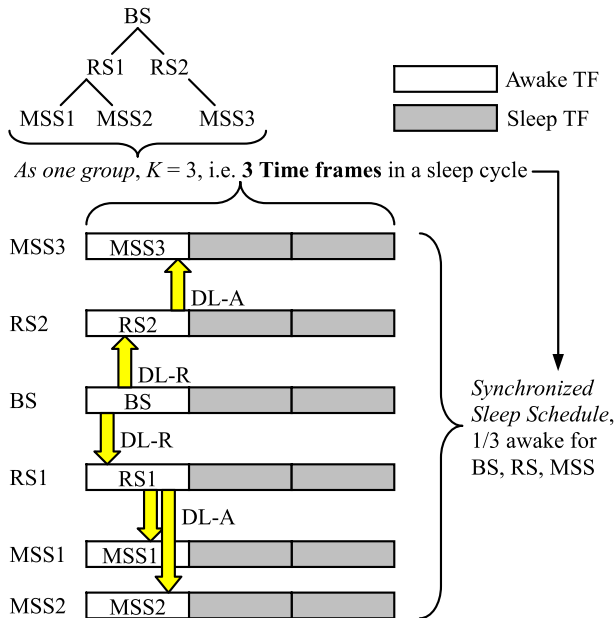 BS
RS1 RS2
MSS1 MSS2 MSS3
Awake TF
Sleep TF
As one group, K = 3, i.e. 3 Time frames in a sleep cycle
MSS3 MSS3
DL-A
RS2 RS2
DL-R
BS BS
DL-R
RS1 RS1
DL-A
MSS1 MSS1
MSS2 MSS2
Synchronized
Sleep Schedule,
1/3 awake for
BS, RS, MSS